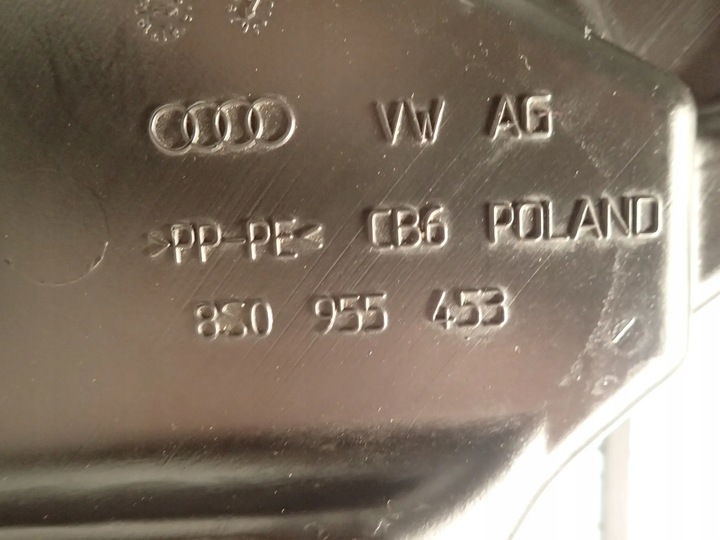 VW AG
>PP-PE< CB6 POLAND
8S0 955 453